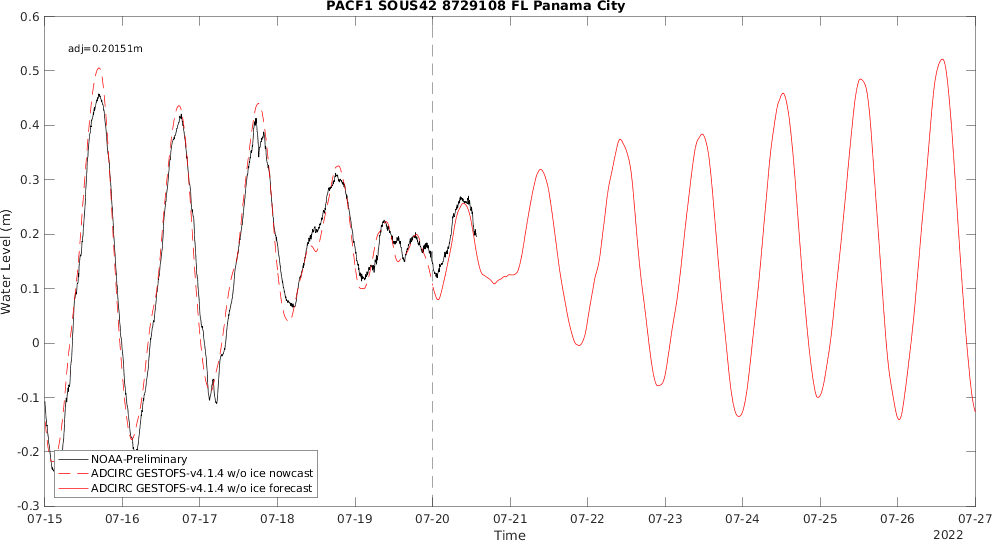 PACF1 SOUS42 8729108 FL Panama City
adj=0.20151m
0.6
0.5
0.4
0.3
0.2
0.1
0
-0.1
-0.2
-0.3
Water Level (m)
NOAA-Preliminary
ADCIRC GESTOFS-v4.1.4 w/o ice nowcast
ADCIRC GESTOFS-v4.1.4 w/o ice forecast
07-15 07-16 07-17 07-18 07-19 07-20 07-21 07-22 07-23 07-24 07-25 07-26 07-27
Time
2022